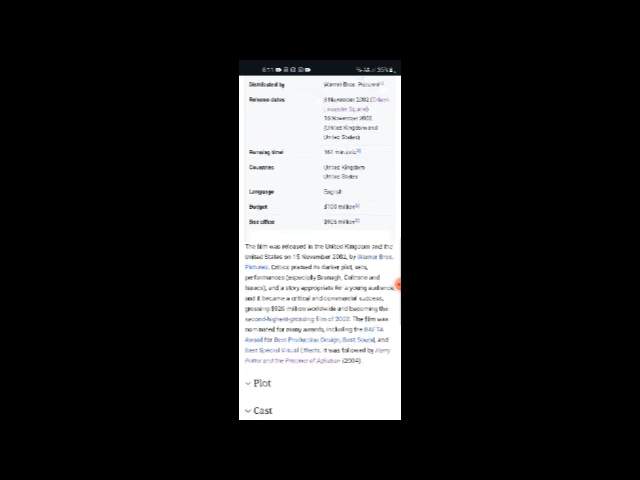 Distributed by Warner Bros. Pictures
Release dates 3 November 2002 (Odeon
Leicester Square)
15 November 2002
(United Kingdom and
United States)
Running time 161 minutes
Countries United Kingdom
United States
Language English
Budget $100 million
Box office $926 million
The film was released in the United Kingdom and the
United States on 15 November 2002, by Warner Bros.
Pictures. Critics praised its darker plot, sets,
performances (especially Branagh, Coltrane and
Isaacs), and a story appropriate for a young audience,
and it became a critical and commercial success,
grossing $926 million worldwide and becoming the
second-highest-grossing film of 2002. The film was
nominated for many awards, including the BAFTA
Award for Best Production Design, Best Sound, and
Best Special Visual Effects. It was followed by Harry
Potter and the Prisoner of Azkaban (2004)
Plot
Cast